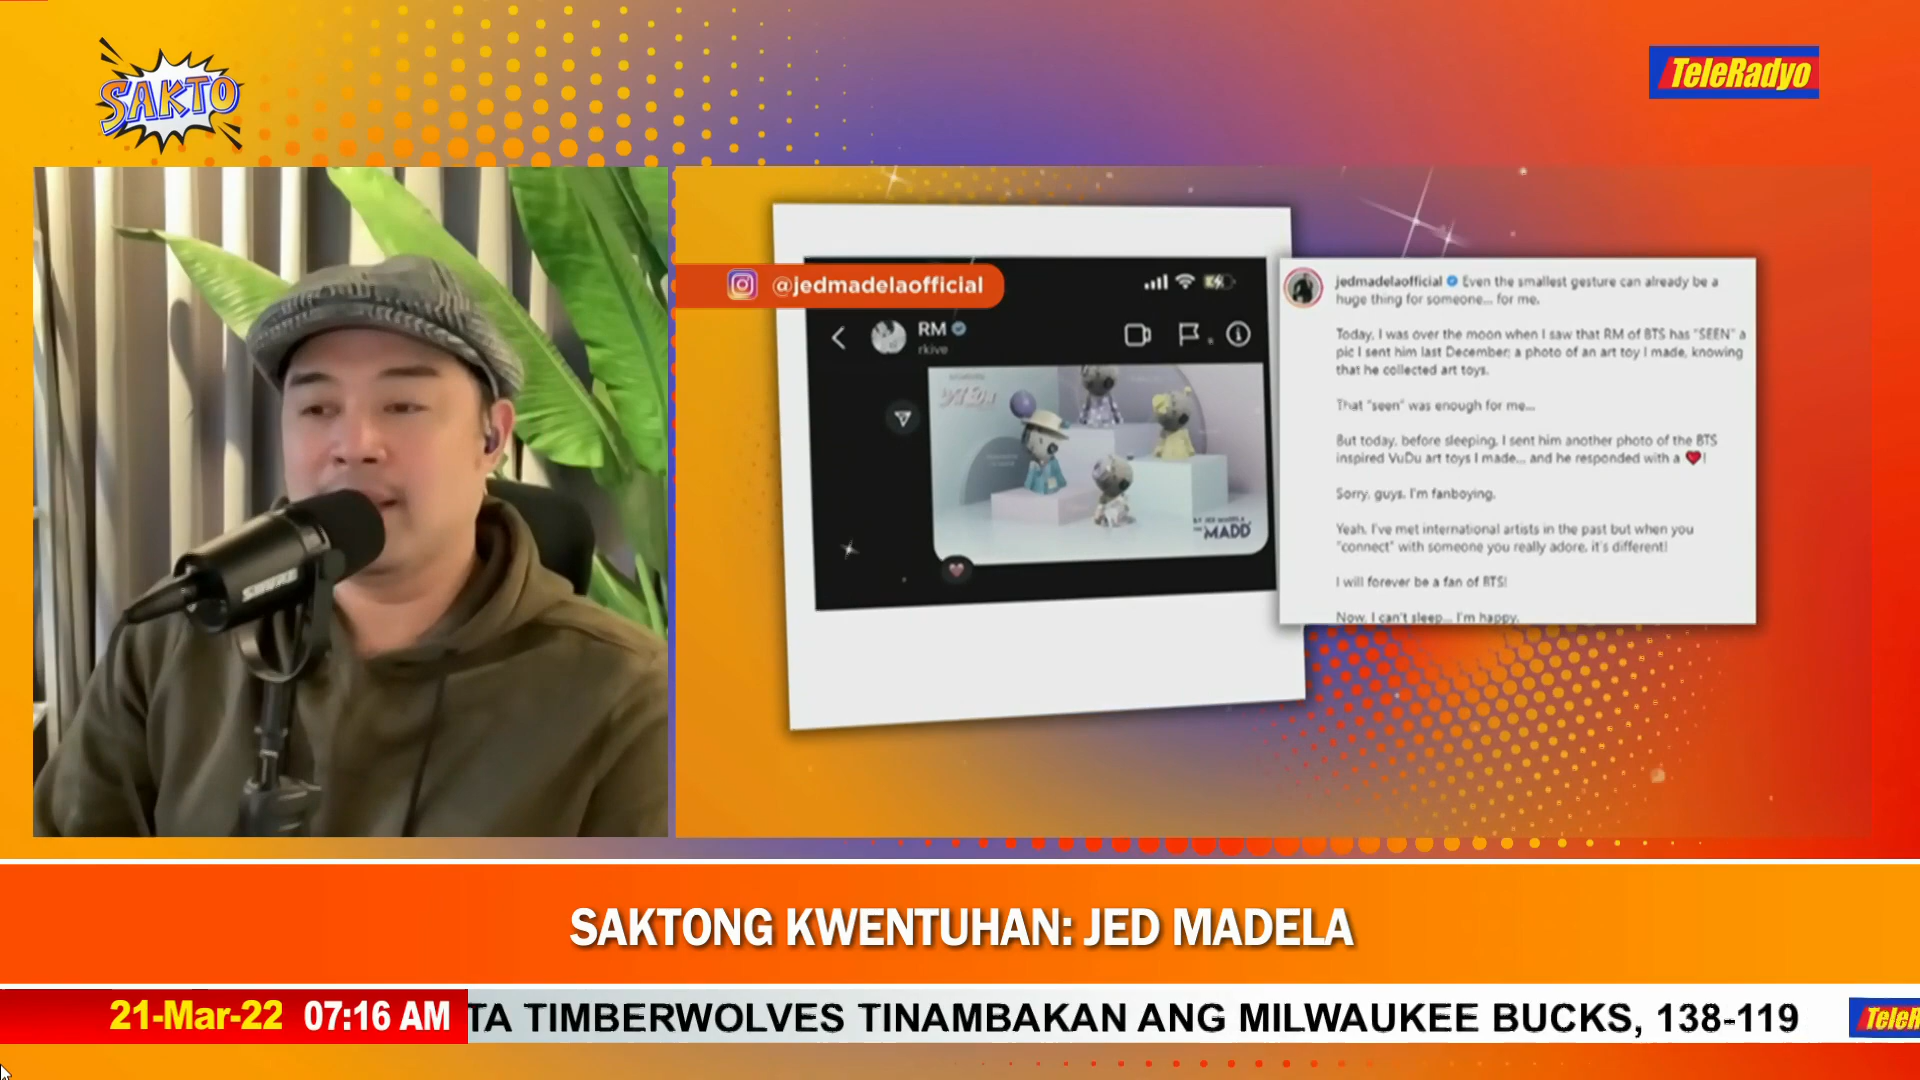 SAKTO
TeleRadyo
@jedmadelaofficial
RM
rkive
BY JED MADELA
MADD
jedmadelaofficial Even the smallest gesture can already be a
huge thing for someone... for me.
Today, I was over the moon when I saw that RM of BTS has "SEEN" a
pic I sent him last December; a photo of an art toy I made, knowing
that he collected art toys.
That "seen" was enough for me...
But today, before sleeping, I sent him another photo of the BTS
inspired VuDu art toys I made... and he responded with a ❤!
Sorry, guys. I'm fanboying.
Yeah, I've met international artists in the past but when you
"connect" with someone you really adore, it's different!
I will forever be a fan of BTS!
Now, I can't sleep... I'm happy.
SAKTONG KWENTUHAN: JED MADELA
21-Mar-22 07:16 AM TA TIMBERWOLVES TINAMBAKAN ANG MILWAUKEE BUCKS, 138-119 TeleR